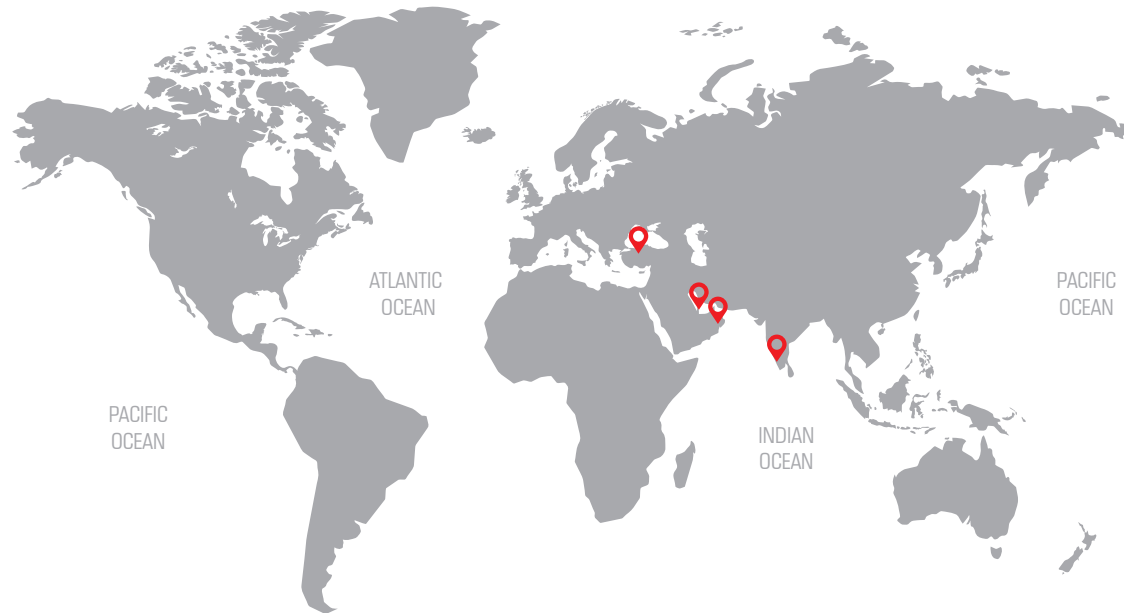 ATLANTIC
OCEAN
PACIFIC
OCEAN
PACIFIC
OCEAN
INDIAN
OCEAN